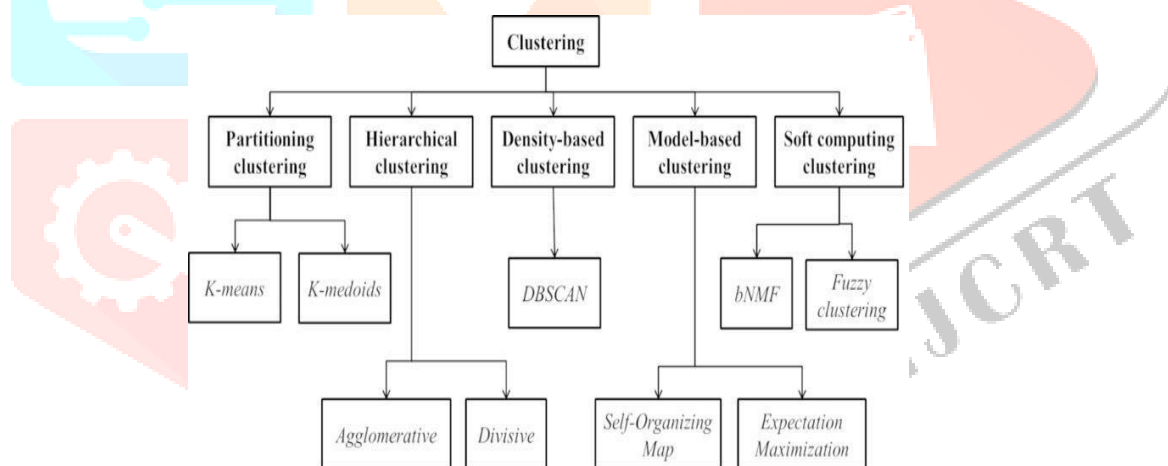 Clustering
Partitioning
clustering
Hierarchical
clustering
Density-based
clustering
Model-based
clustering
Soft computing
clustering
K-means
K-medoids
DBSCAN
bNMF
Fuzzy
clustering
Agglomerative
Divisive
Self-Organizing
Map
Expectation
Maximization
JCRT